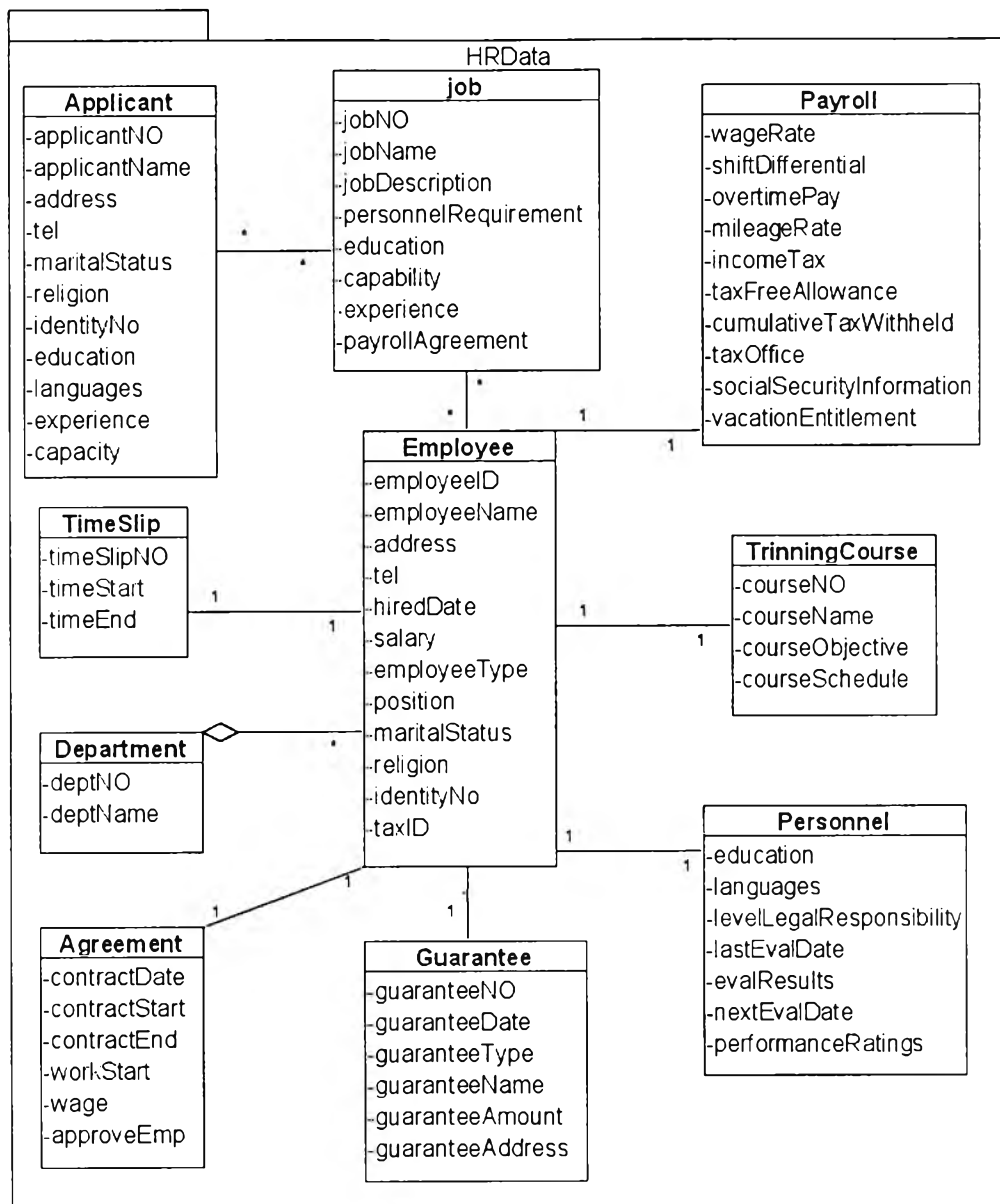 HRData
Applicant
-applicantNO
-applicantName
-address
-tel
-maritalStatus
-religion
-identityNo
-education
-languages
-experience
-capacity
job
-jobNO
-jobName
-jobDescription
-personnelRequirement
-education
-capability
-experience
-payrollAgreement
Payroll
-wageRate
-shiftDifferential
-overtimePay
-mileageRate
-incomeTax
-taxFreeAllowance
-cumulativeTaxWithheld
-taxOffice
-socialSecurityInformation
-vacationEntitlement
*
*
*
*
1
1
Employee
-employeeID
-employeeName
-address
-tel
-hiredDate
-salary
-employeeType
-position
-maritalStatus
-religion
-identityNo
-taxID
TimeSlip
-timeSlipNO
-timeStart
-timeEnd
1
1
TrinningCourse
-courseNO
-courseName
-courseObjective
-courseSchedule
1
1
Department
-deptNO
-deptName
*
Personnel
-education
-languages
-levelLegalResponsibility
-lastEvalDate
-evalResults
-nextEvalDate
-performanceRatings
1
1
Agreement
-contractDate
-contractStart
-contractEnd
-workStart
-wage
-approveEmp
1
1
Guarantee
-guaranteeNO
-guaranteeDate
-guaranteeType
-guaranteeName
-guaranteeAmount
-guaranteeAddress
1